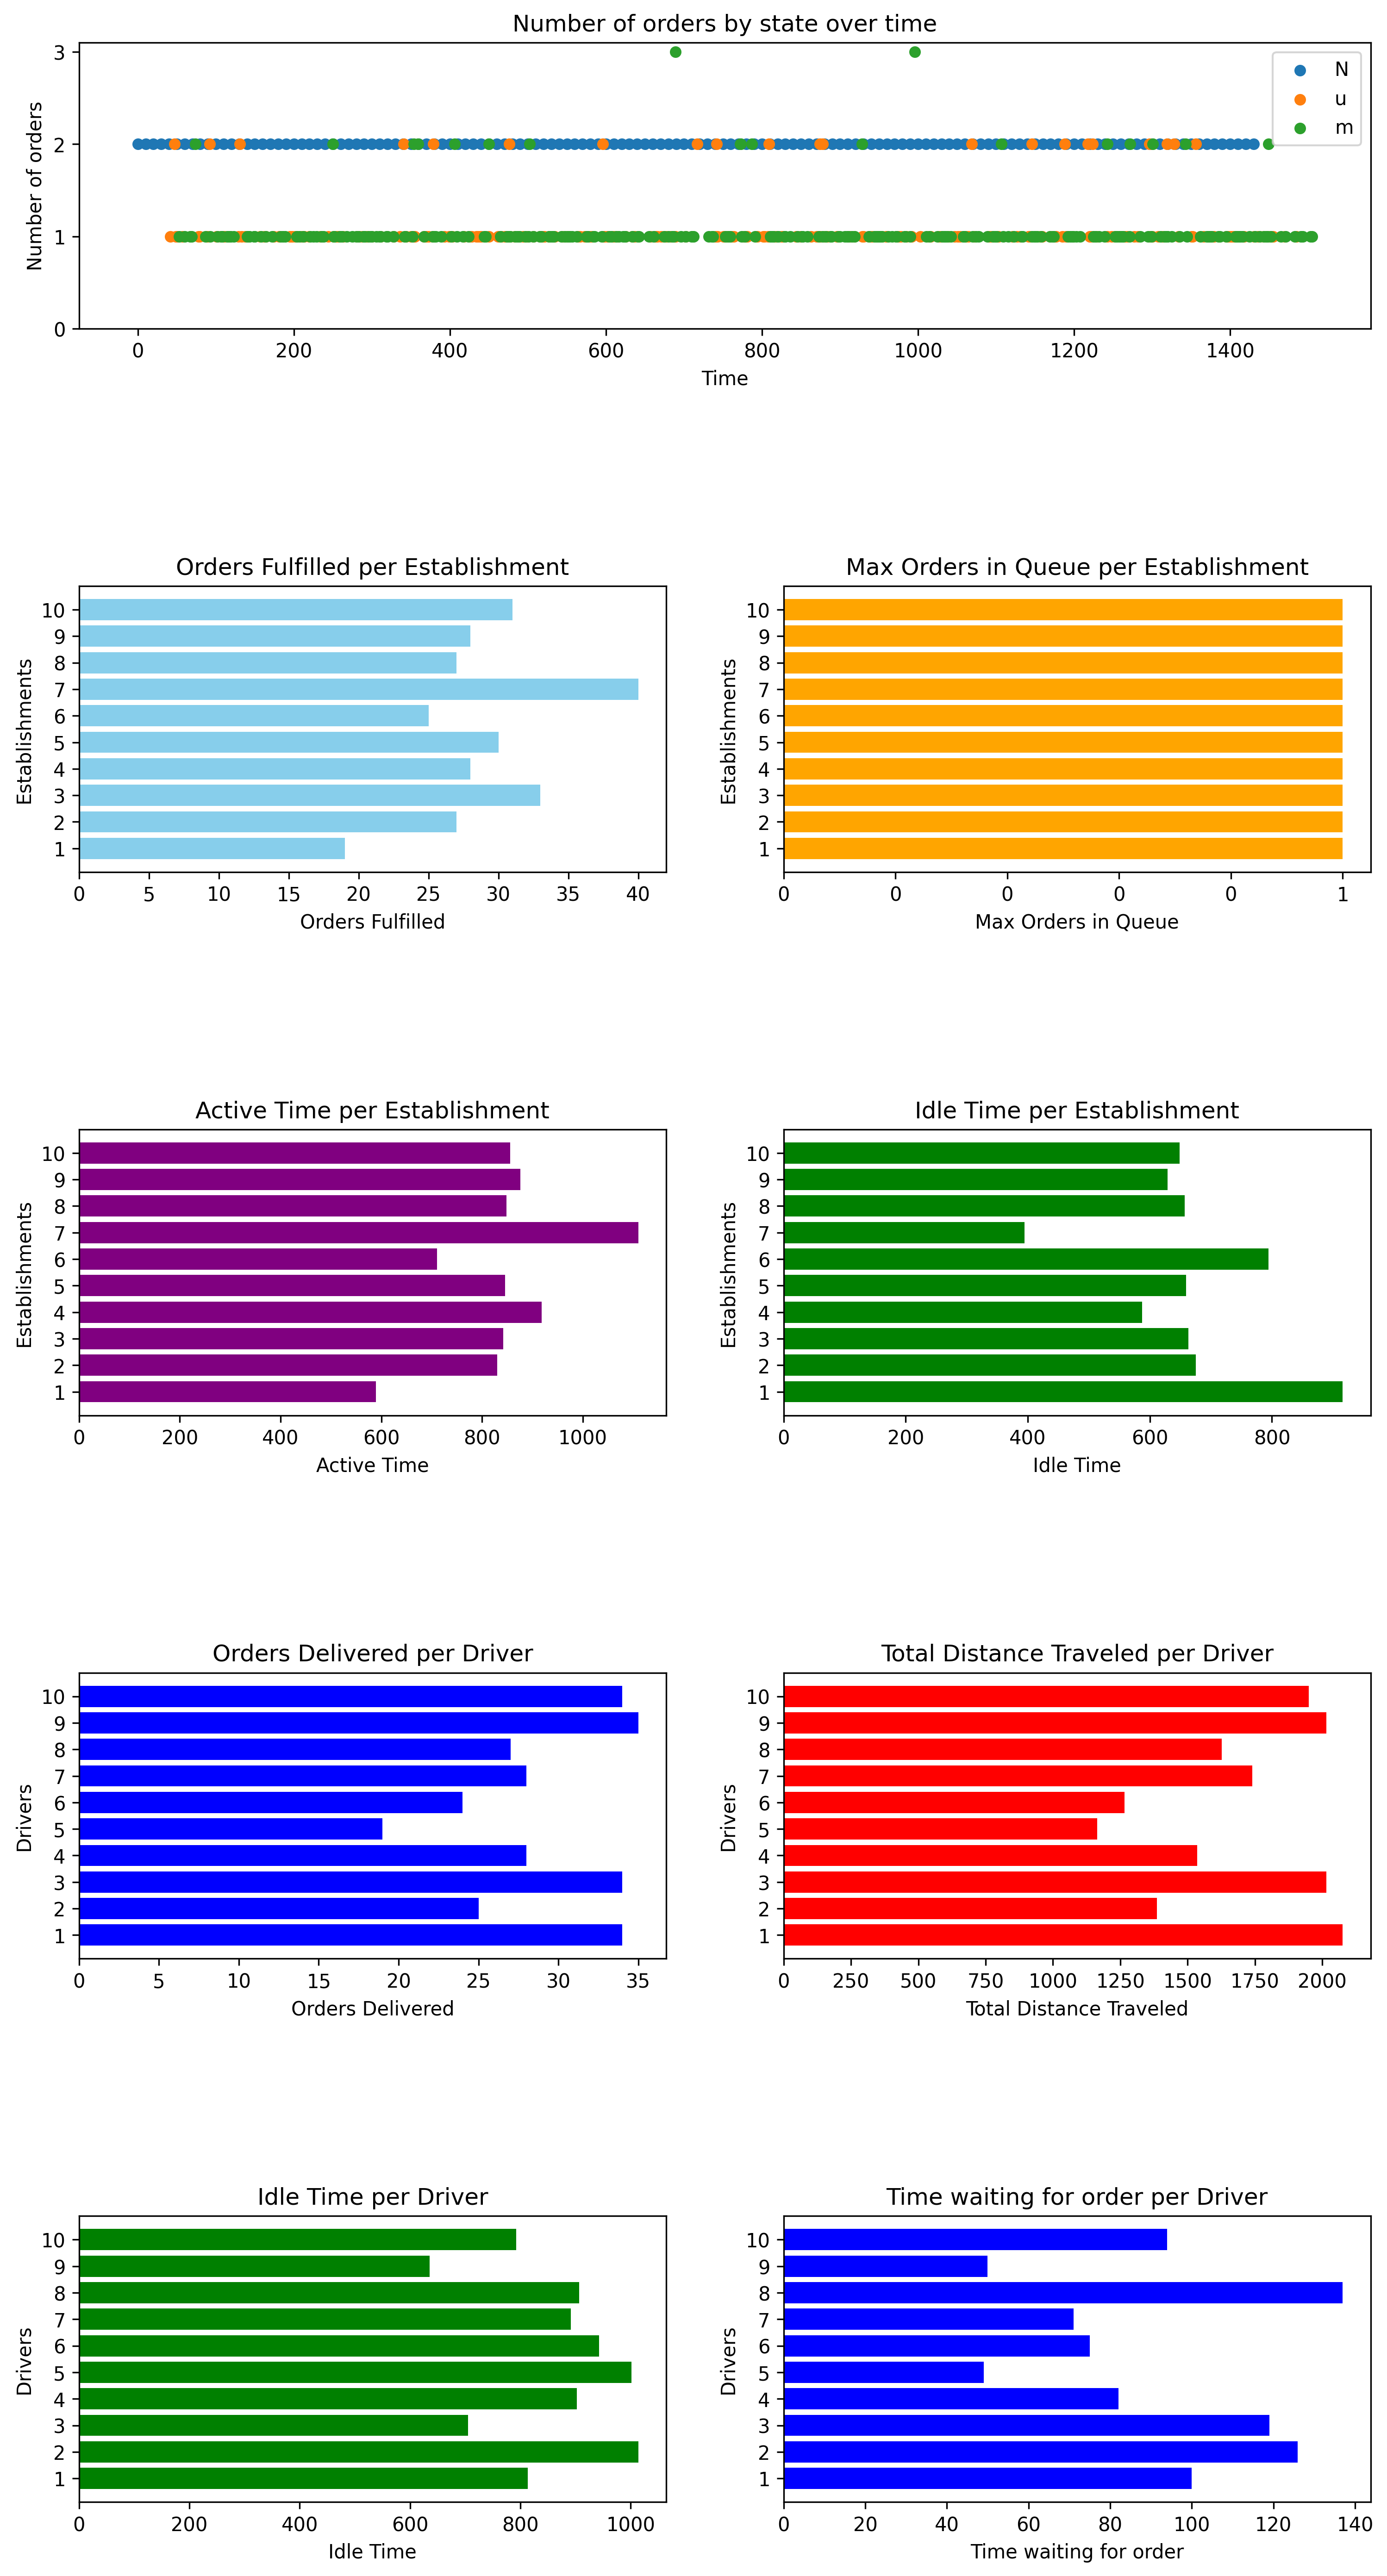 Number of orders by state over time
3
2
1
0
Number of orders
N
u
m
0 200 400 600 800 1000 1200 1400
Time
Orders Fulfilled per Establishment
10
9
8
7
6
5
4
3
2
1
Establishments
0 5 10 15 20 25 30 35 40
Orders Fulfilled
Max Orders in Queue per Establishment
10
9
8
7
6
5
4
3
2
1
Establishments
0 0 0 0 0 1
Max Orders in Queue
Active Time per Establishment
10
9
8
7
6
5
4
3
2
1
Establishments
0 200 400 600 800 1000
Active Time
Idle Time per Establishment
10
9
8
7
6
5
4
3
2
1
Establishments
0 200 400 600 800
Idle Time
Orders Delivered per Driver
10
9
8
7
6
5
4
3
2
1
Drivers
0 5 10 15 20 25 30 35
Orders Delivered
Total Distance Traveled per Driver
10
9
8
7
6
5
4
3
2
1
Drivers
0 250 500 750 1000 1250 1500 1750 2000
Total Distance Traveled
Idle Time per Driver
10
9
8
7
6
5
4
3
2
1
Drivers
0 200 400 600 800 1000
Idle Time
Time waiting for order per Driver
10
9
8
7
6
5
4
3
2
1
Drivers
0 20 40 60 80 100 120 140
Time waiting for order